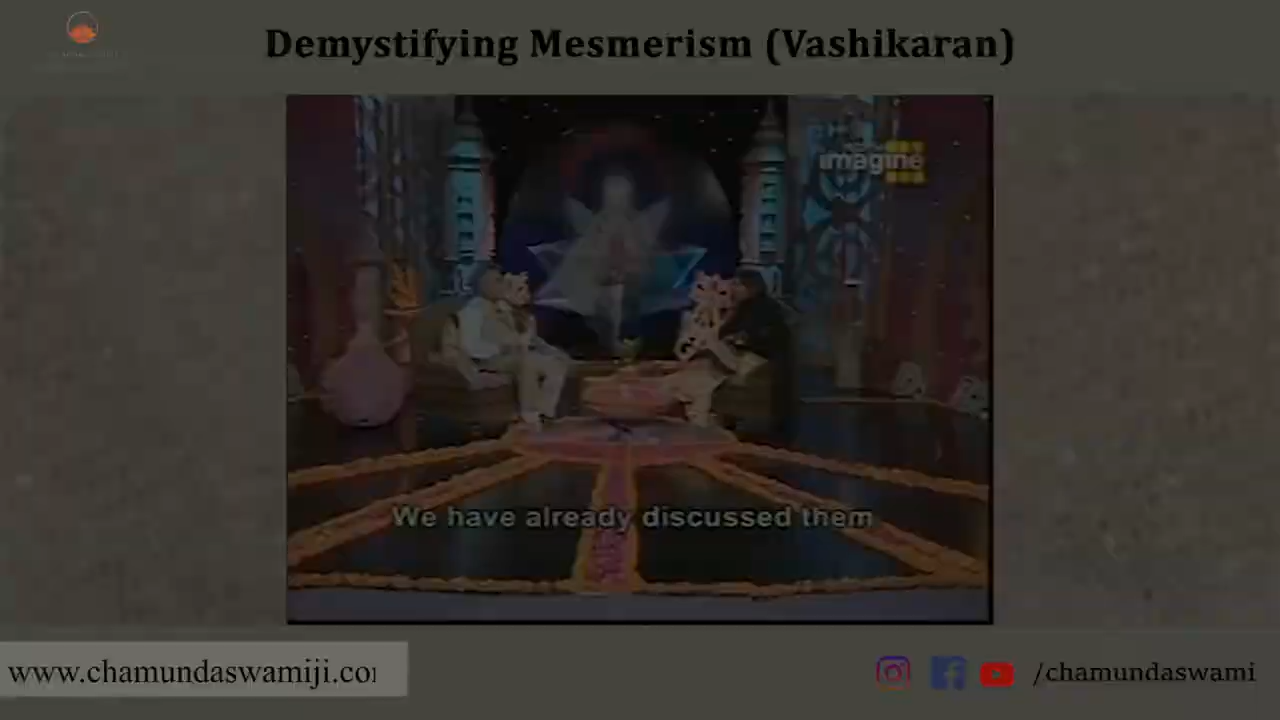 Demystifying Mesmerism (Vashikaran)
imagine
We have already discussed them
www.chamundaswamiji.co
/chamundaswami